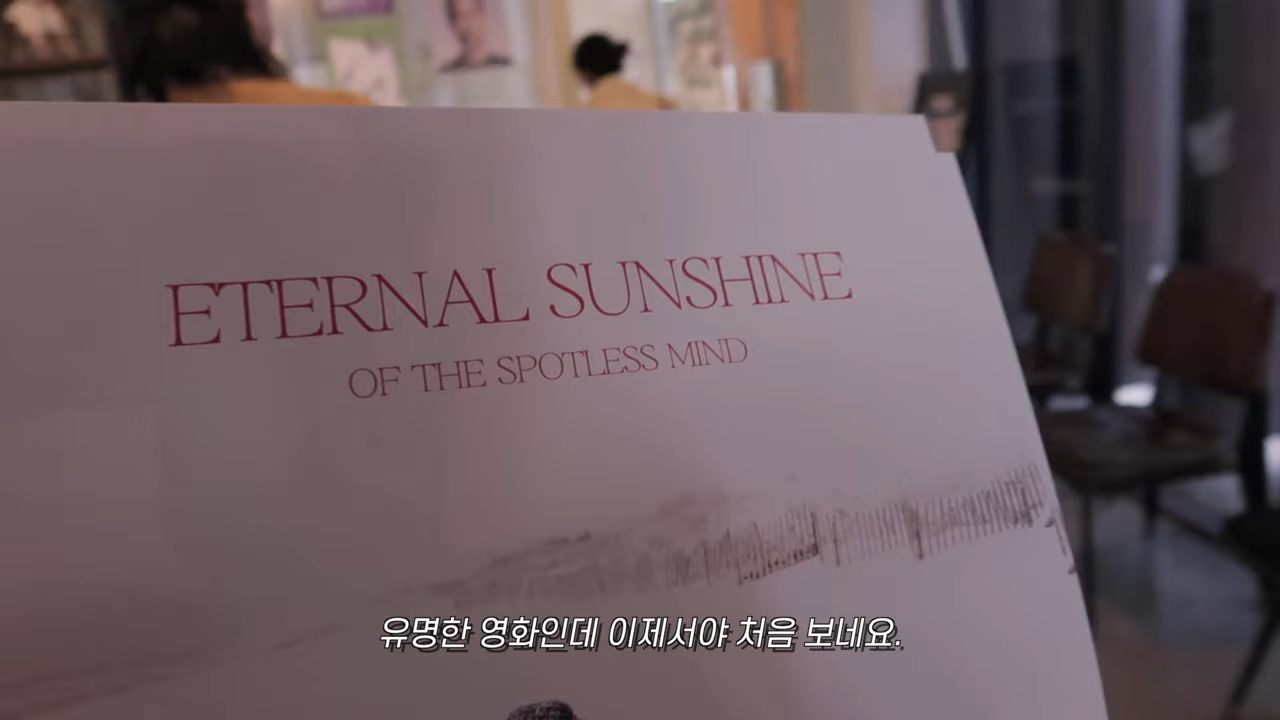 ETERNAL SUNSHINE
OF THE SPOTLESS MIND
유명한 영화인데 이제서야 처음 보네요.